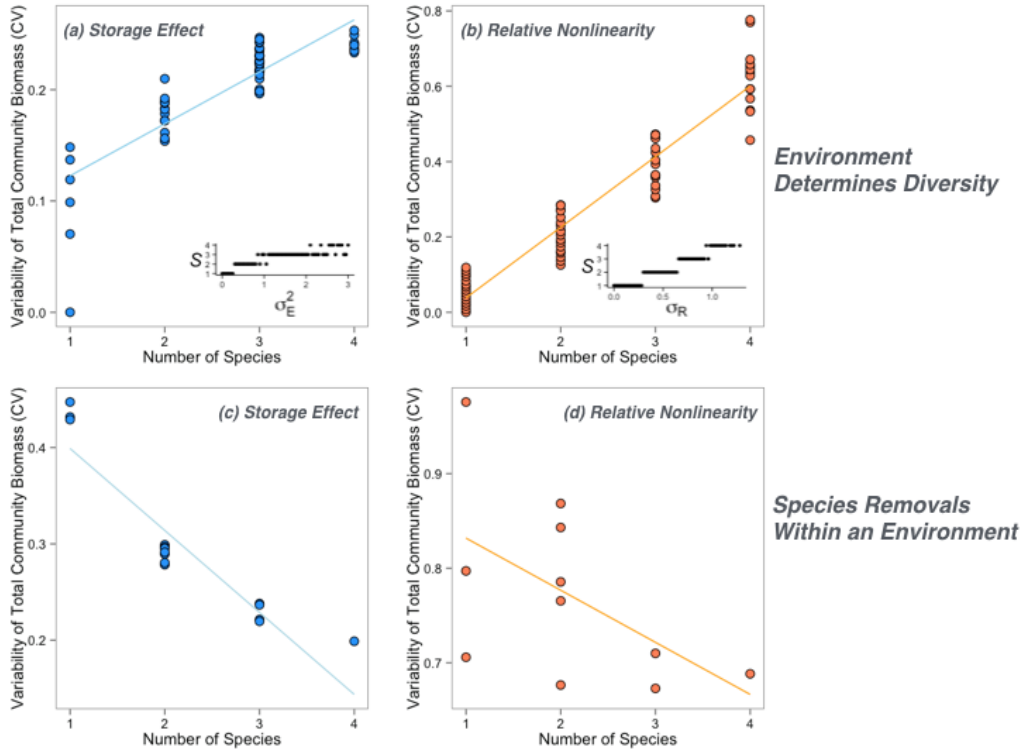 Variability of Total Community Biomass (CV)
(a) Storage Effect
0.2
0.1
0.0
S
4
3
2
1
0 1 2 3
σ²E
1 2 3 4
Number of Species
Variability of Total Community Biomass (CV)
(b) Relative Nonlinearity
0.8
0.6
0.4
0.2
0.0
S
4
3
2
1
0.0 0.5 1.0
σR
1 2 3 4
Number of Species
Environment
Determines Diversity
Variability of Total Community Biomass (CV)
(c) Storage Effect
0.4
0.3
0.2
1 2 3 4
Number of Species
Variability of Total Community Biomass (CV)
(d) Relative Nonlinearity
0.9
0.8
0.7
1 2 3 4
Number of Species
Species Removals
Within an Environment